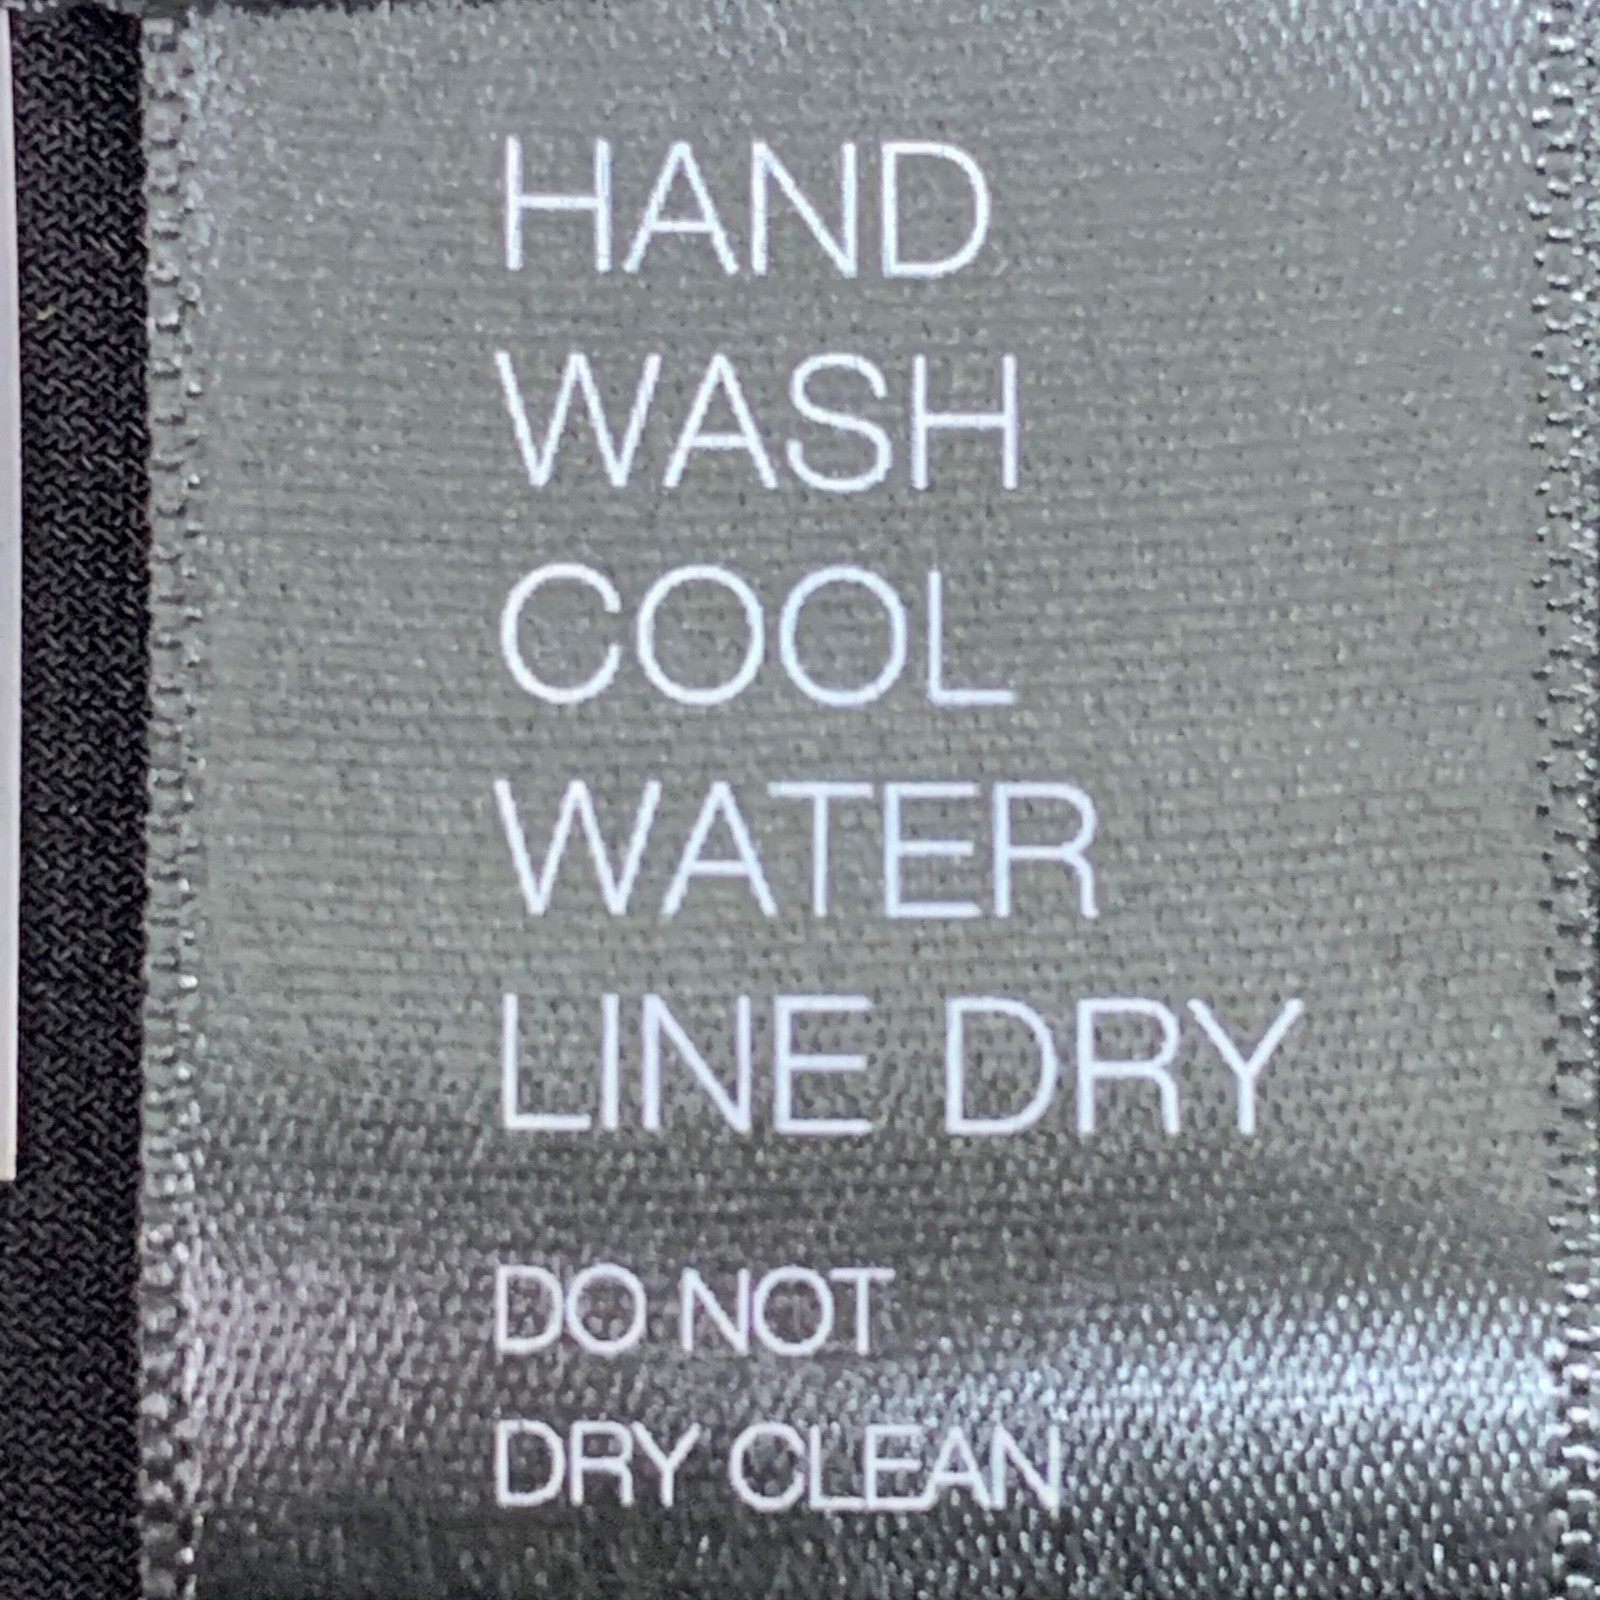 HAND
WASH
COOL
WATER
LINE DRY
DO NOT
DRY CLEAN